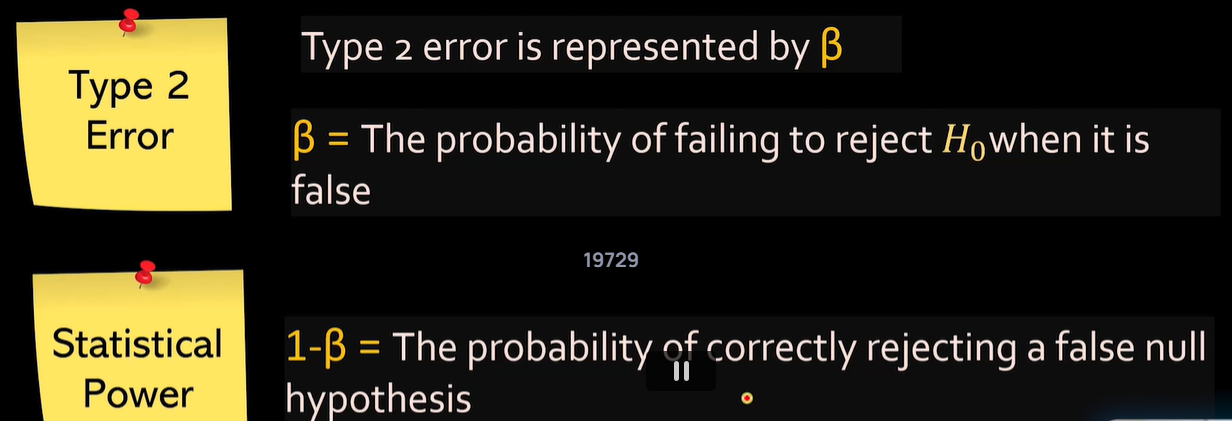 Type 2
Error
Type 2 error is represented by β
β = The probability of failing to reject H₀ when it is
false
19729
Statistical
Power
1-β = The probability of correctly rejecting a false null
hypothesis